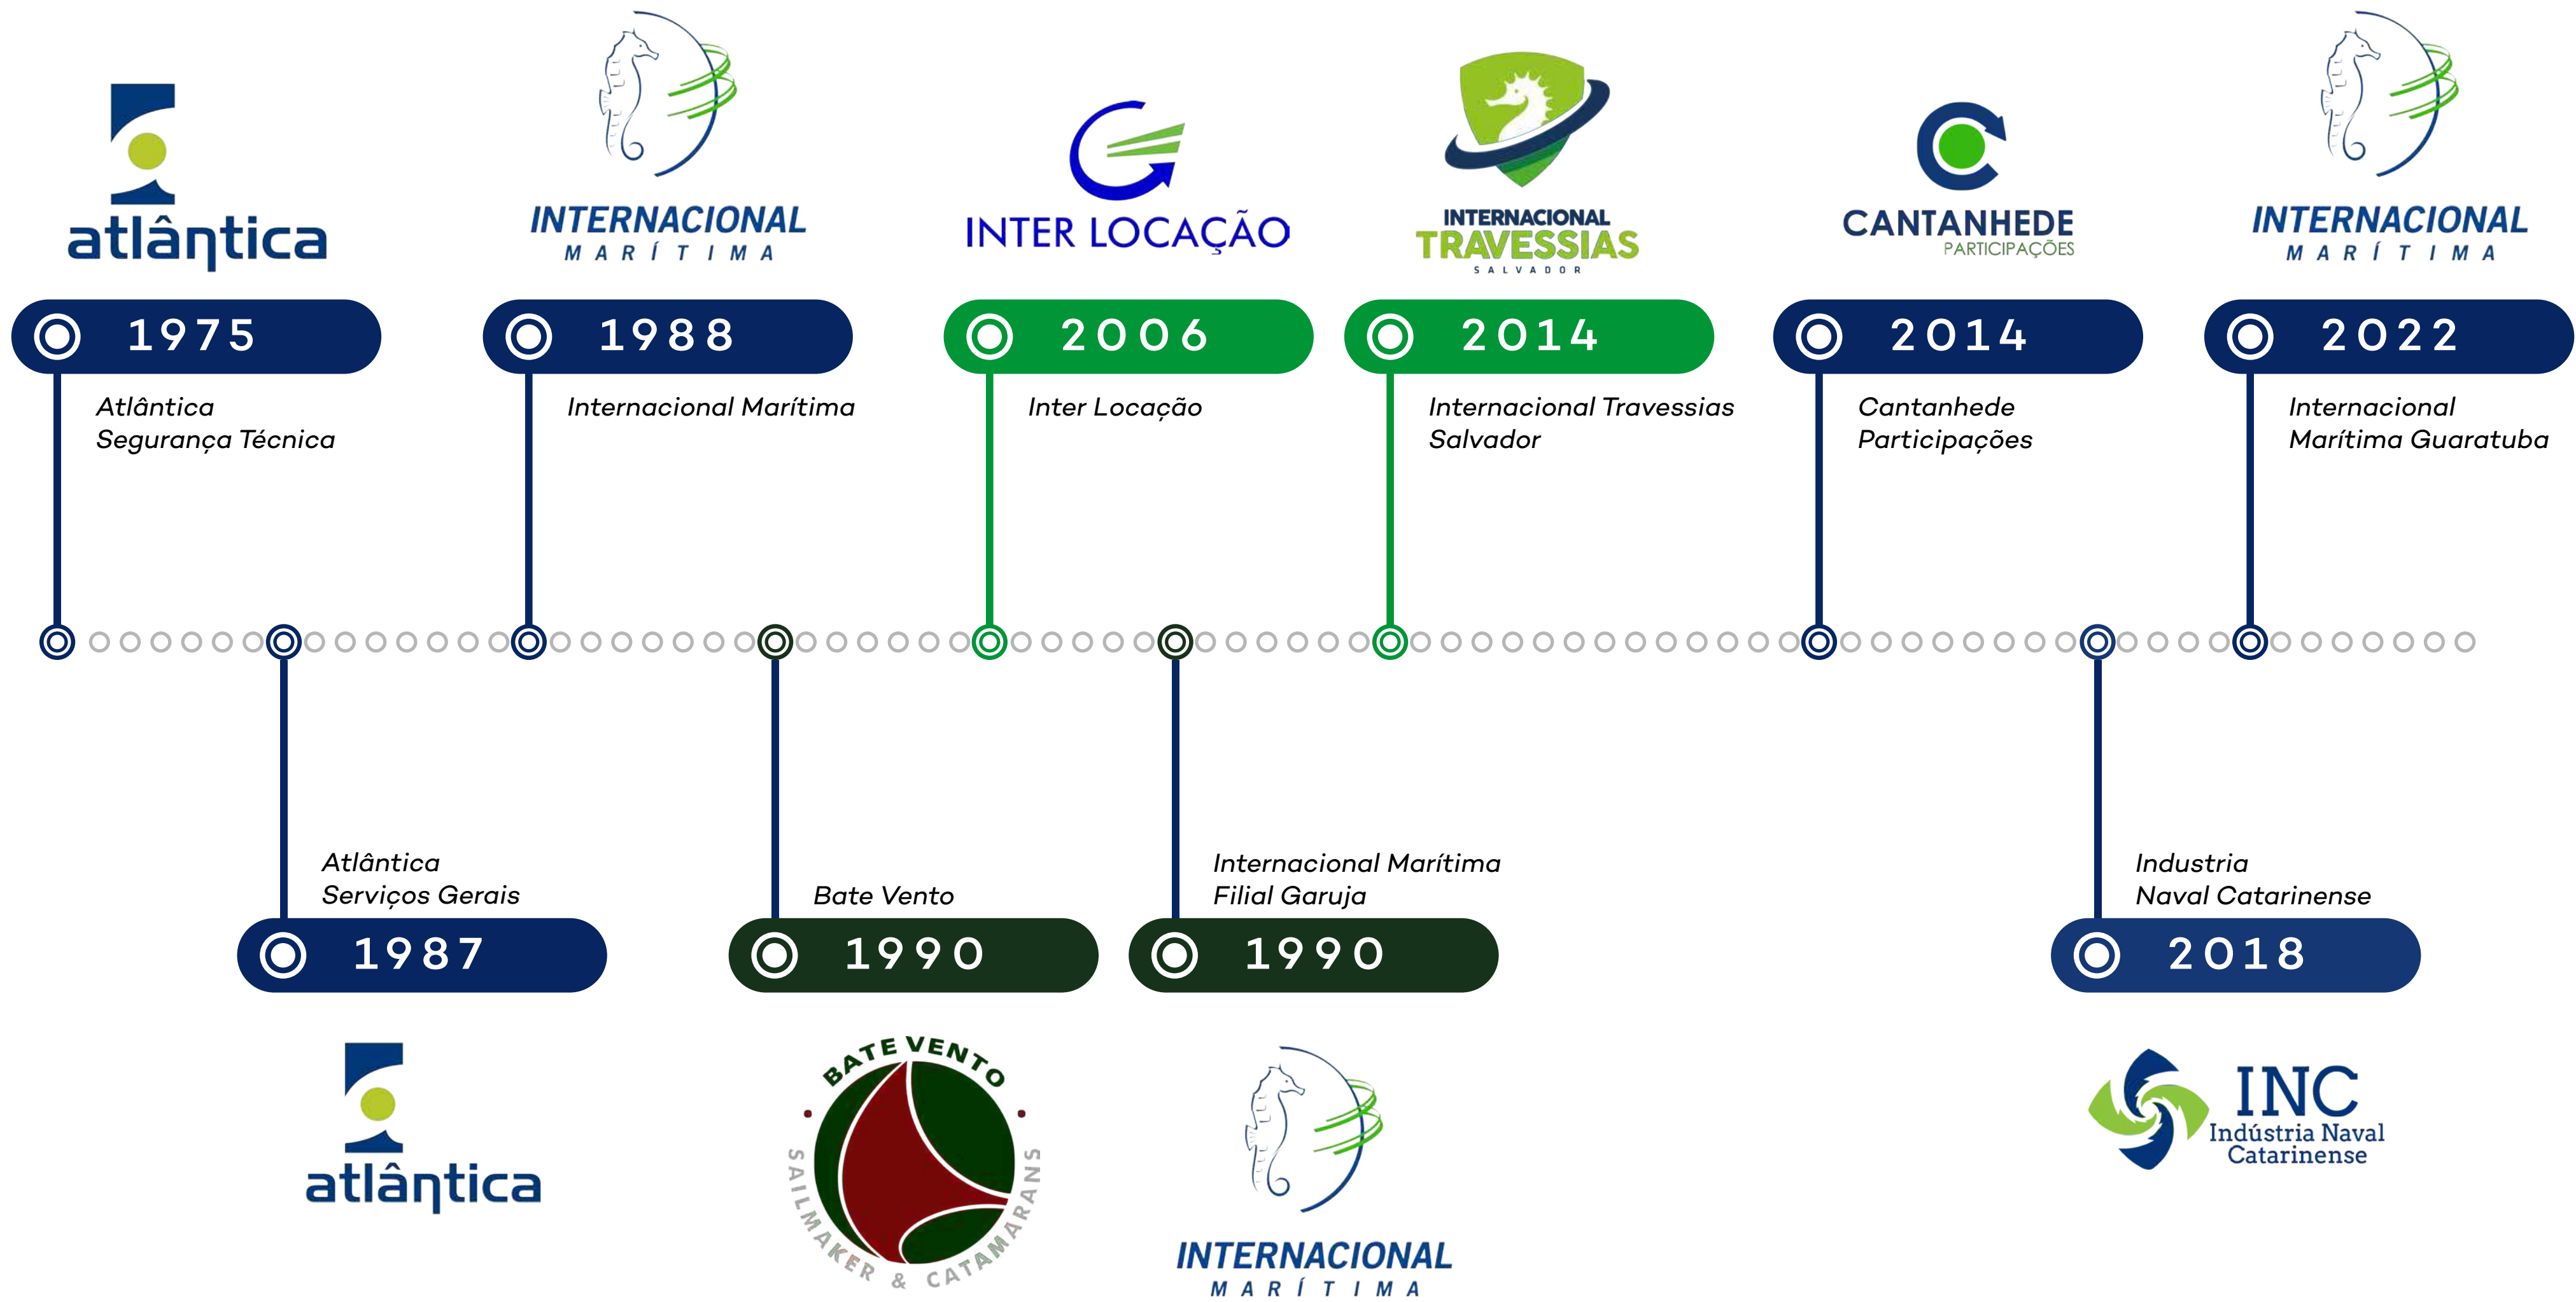 atlântica
1975
Atlântica
Segurança Técnica
INTERNACIONAL
MARÍTIMA
1988
Internacional Marítima
INTER LOCAÇÃO
2006
Inter Locação
INTERNACIONAL
TRAVESSIAS
SALVADOR
2014
Internacional Travessias
Salvador
CANTANHEDE
PARTICIPAÇÕES
2014
Cantanhede
Participações
INTERNACIONAL
MARÍTIMA
2022
Internacional
Marítima Guaratuba
Atlântica
Serviços Gerais
1987
atlântica
Bate Vento
1990
BATE VENTO
SAILMAKER & CATAMARANS
Internacional Marítima
Filial Garuja
1990
INTERNACIONAL
MARÍTIMA
Industria
Naval Catarinense
2018
INC
Indústria Naval
Catarinense